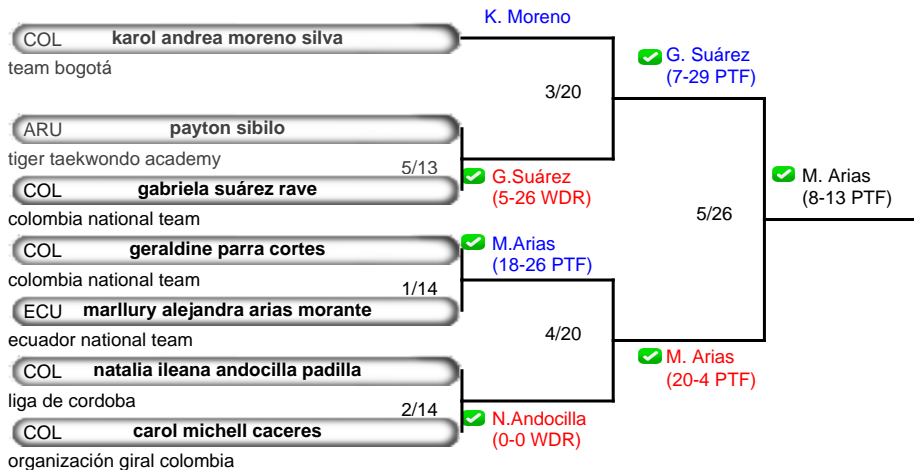 K. Moreno
COL karol andrea moreno silva
team bogotá
G. Suárez
(7-29 PTF)
3/20
ARU payton sibilo
tiger taekwondo academy
5/13
COL gabriela suárez rave
colombia national team
G.Suárez
(5-26 WDR)
M. Arias
(8-13 PTF)
5/26
COL geraldine parra cortes
colombia national team
M.Arias
(18-26 PTF)
1/14
ECU marllury alejandra arias morante
ecuador national team
4/20
COL natalia ileana andocilla padilla
liga de cordoba
M. Arias
(20-4 PTF)
2/14
COL carol michell caceres
organización giral colombia
N.Andocilla
(0-0 WDR)